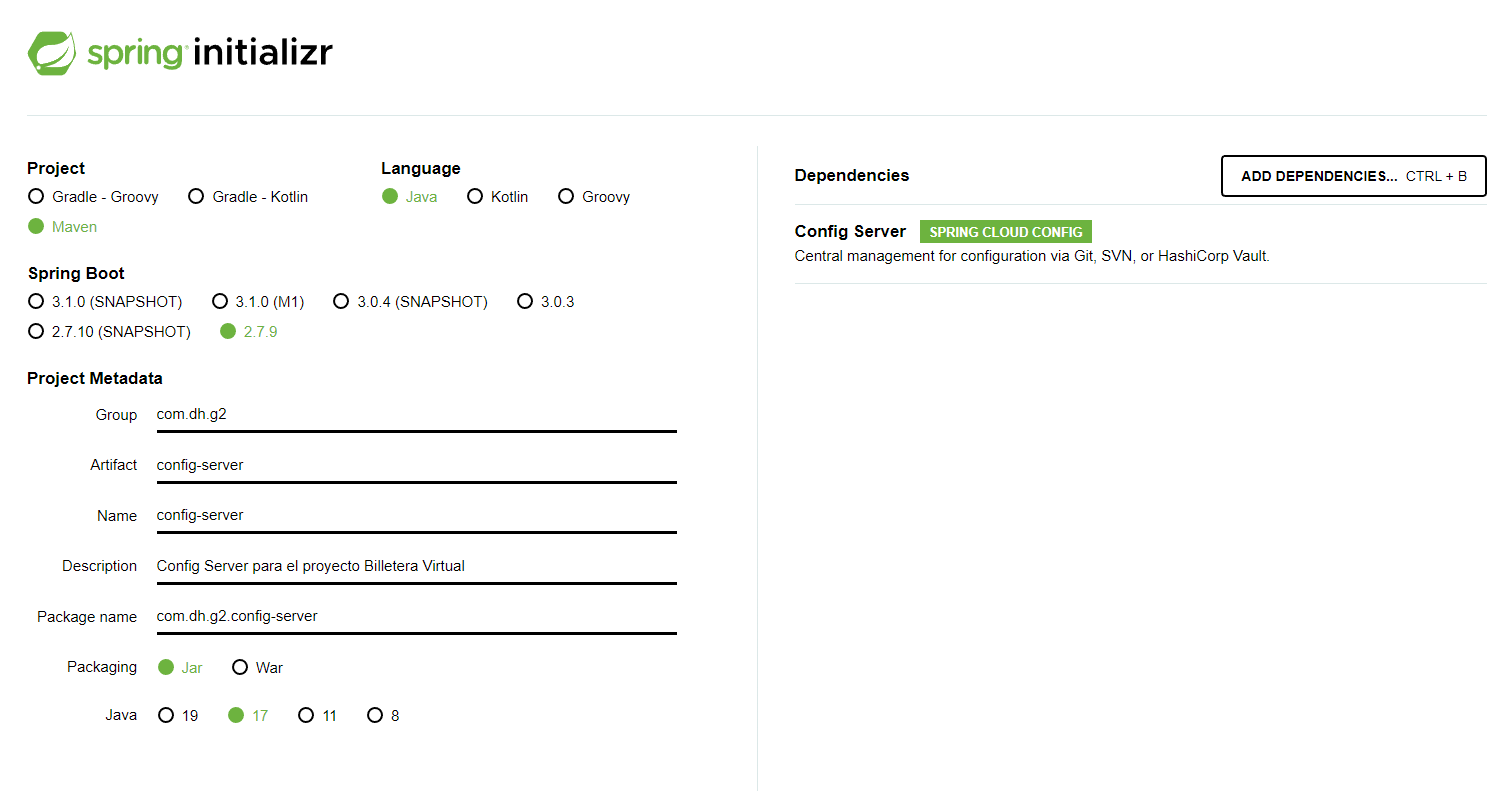 spring initializr
Project
Gradle - Groovy Gradle - Kotlin
Maven
Language
Java Kotlin Groovy
Spring Boot
3.1.0 (SNAPSHOT) 3.1.0 (M1) 3.0.4 (SNAPSHOT) 3.0.3
2.7.10 (SNAPSHOT) 2.7.9
Project Metadata
Group com.dh.g2
Artifact config-server
Name config-server
Description Config Server para el proyecto Billetera Virtual
Package name com.dh.g2.config-server
Packaging Jar War
Java 19 17 11 8
Dependencies ADD DEPENDENCIES... CTRL + B
Config Server SPRING CLOUD CONFIG
Central management for configuration via Git, SVN, or HashiCorp Vault.